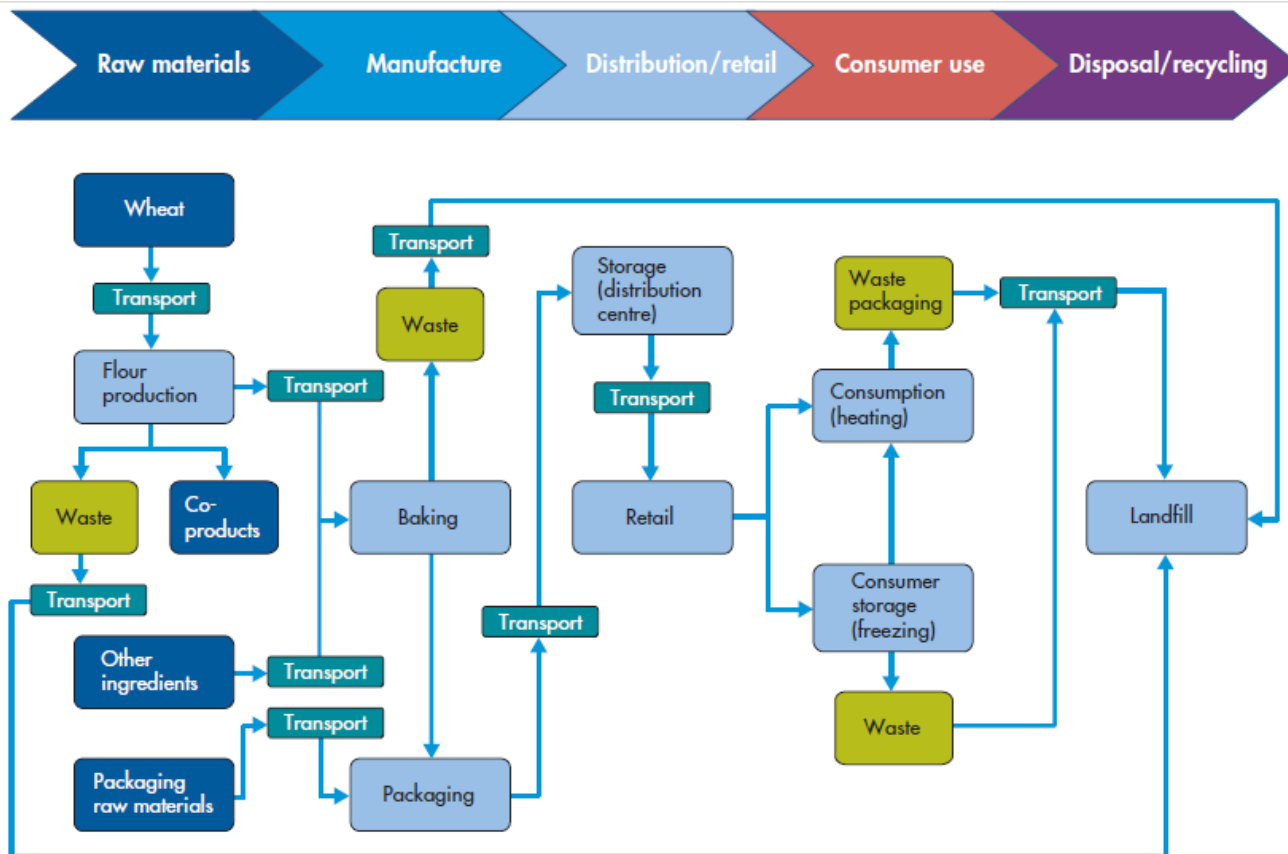 Raw materials
Manufacture
Distribution/retail
Consumer use
Disposal/recycling
Wheat
Transport
Flour
production
Waste
Co-
products
Transport
Other
ingredients
Packaging
raw materials
Transport
Transport
Transport
Transport
Waste
Baking
Packaging
Transport
Storage
(distribution
centre)
Transport
Retail
Waste
packaging
Consumption
(heating)
Consumer
storage
(freezing)
Waste
Transport
Landfill